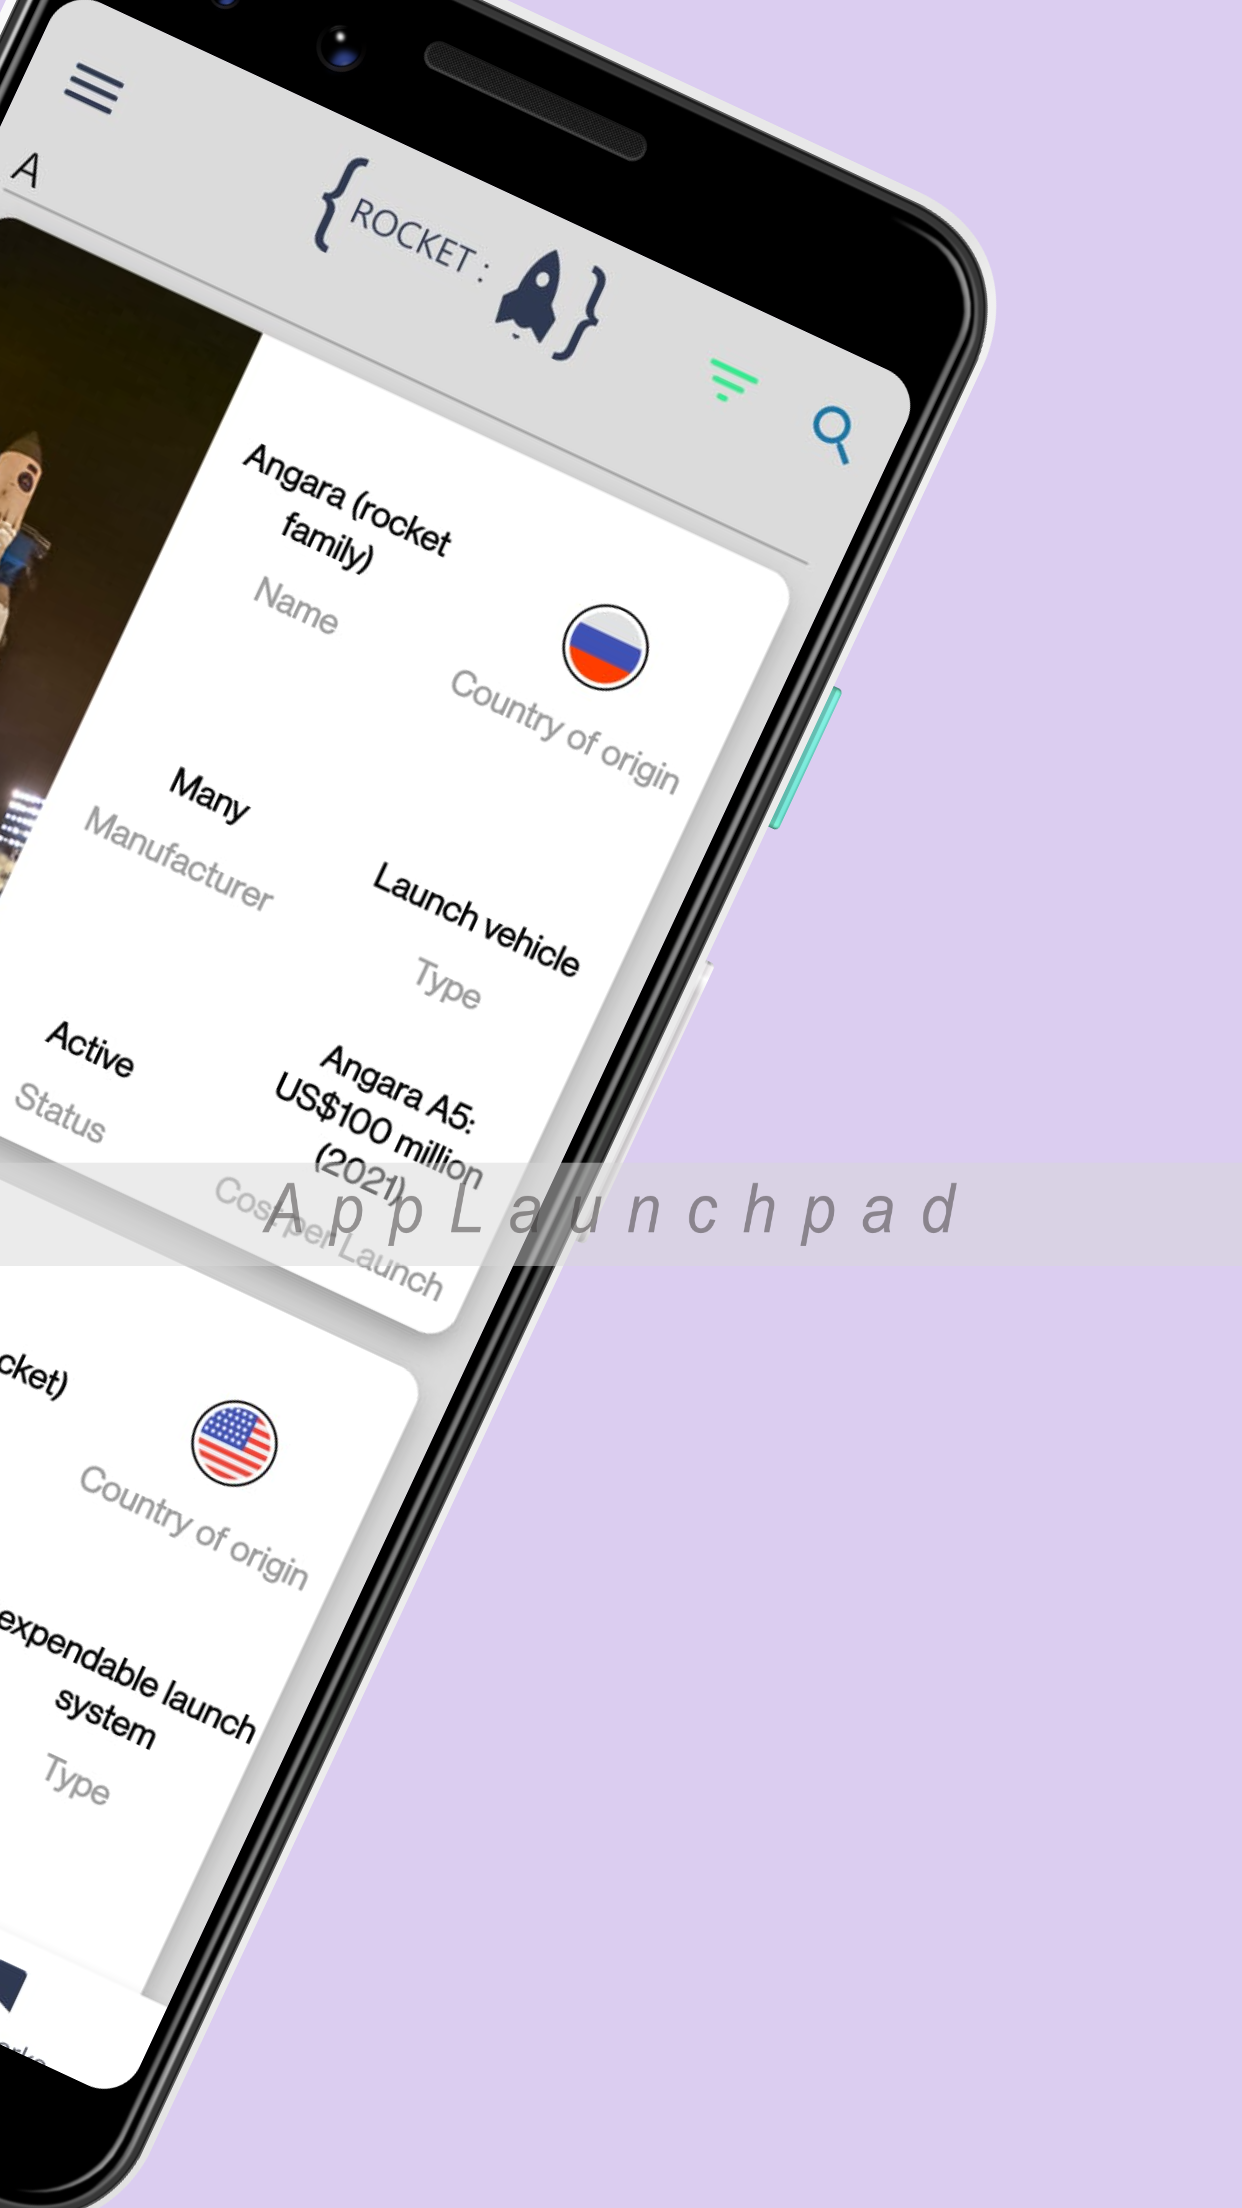 A
{ ROCKET : }
Angara (rocket
family)
Name
Country of origin
Many
Manufacturer
Launch vehicle
Type
Active
Status
Angara A5:
US$100 million
(2021)
Cost per Launch
AppLaunchpad
cket)
Country of origin
expendable launch
system
Type